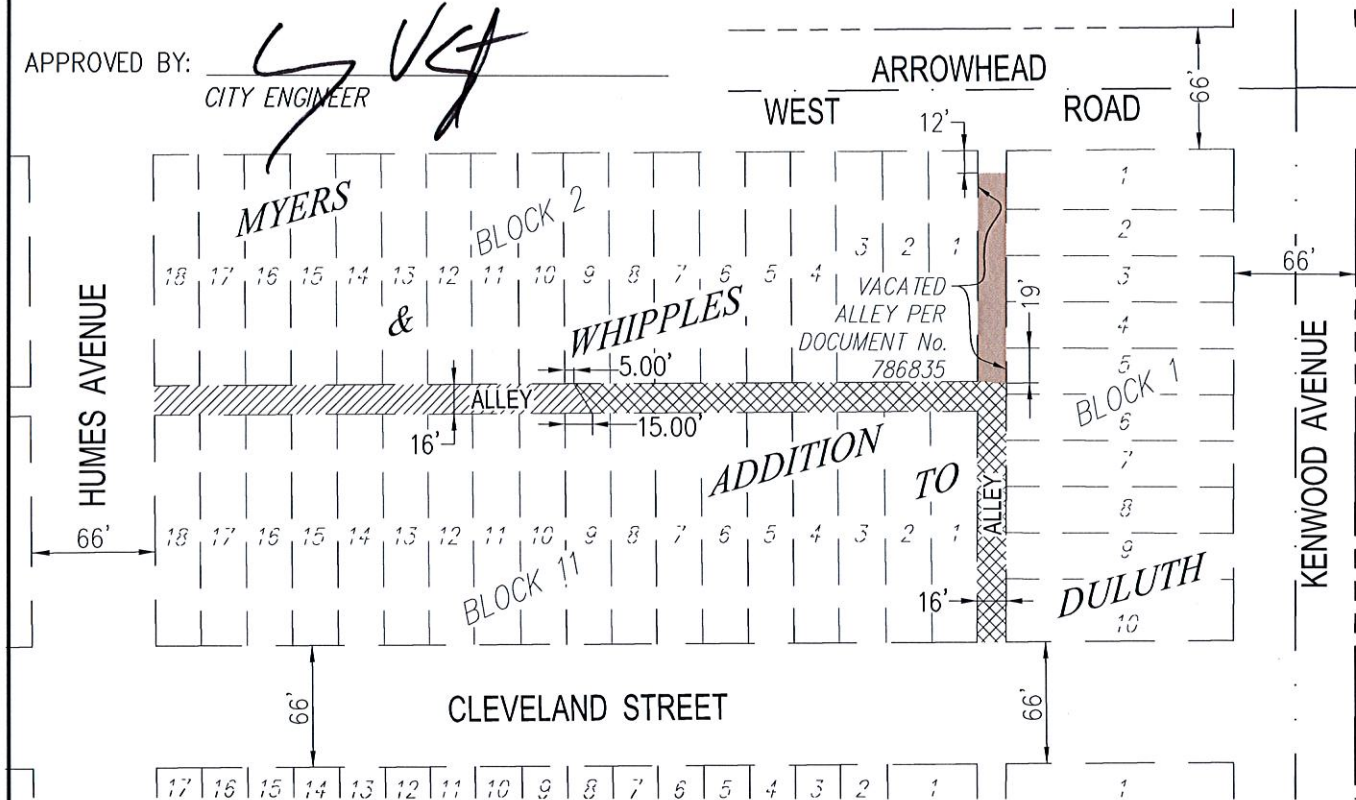 APPROVED BY:
CITY ENGINEER
ARROWHEAD
WEST ROAD
66'
12'
MYERS
BLOCK 2
1
2
3
4
5
6
7
8
9
10
3 2 1
18 17 16 15 14 13 12 11 10 9 8 7 6 5 4
VACATED
ALLEY PER
DOCUMENT No.
786835
19'
66'
HUMES AVENUE
&
WHIPPLES
5.00'
ALLEY
16'
15.00'
BLOCK 1
KENWOOD AVENUE
ADDITION
TO
ALLEY
66'
18 17 16 15 14 13 12 11 10 9 8 7 6 5 4 3 2 1
BLOCK 11
16'
DULUTH
66'
CLEVELAND STREET
66'
17 16 15 14 13 12 11 10 9 8 7 6 5 4 3 2 1 1